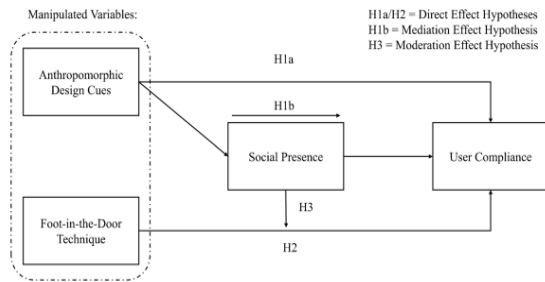 Manipulated Variables:
H1a/H2 = Direct Effect Hypotheses
H1b = Mediation Effect Hypothesis
H3 = Moderation Effect Hypothesis
Anthropomorphic
Design Cues
H1a
H1b
Social Presence
User Compliance
H3
Foot-in-the-Door
Technique
H2